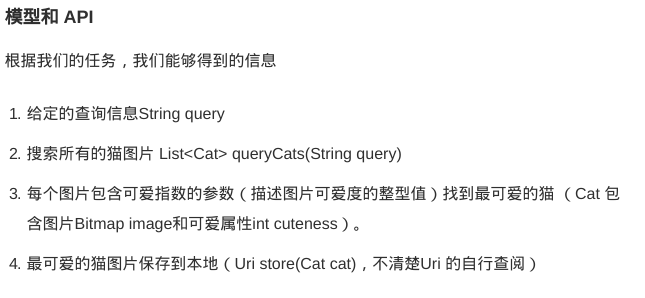 模型和 API
根据我们的任务，我们能够得到的信息
1. 给定的查询信息String query
2. 搜索所有的猫图片 List<Cat> queryCats(String query)
3. 每个图片包含可爱指数的参数（描述图片可爱度的整型值）找到最可爱的猫 （Cat 包
含图片Bitmap image和可爱属性int cuteness）。
4. 最可爱的猫图片保存到本地（Uri store(Cat cat)，不清楚Uri 的自行查阅）